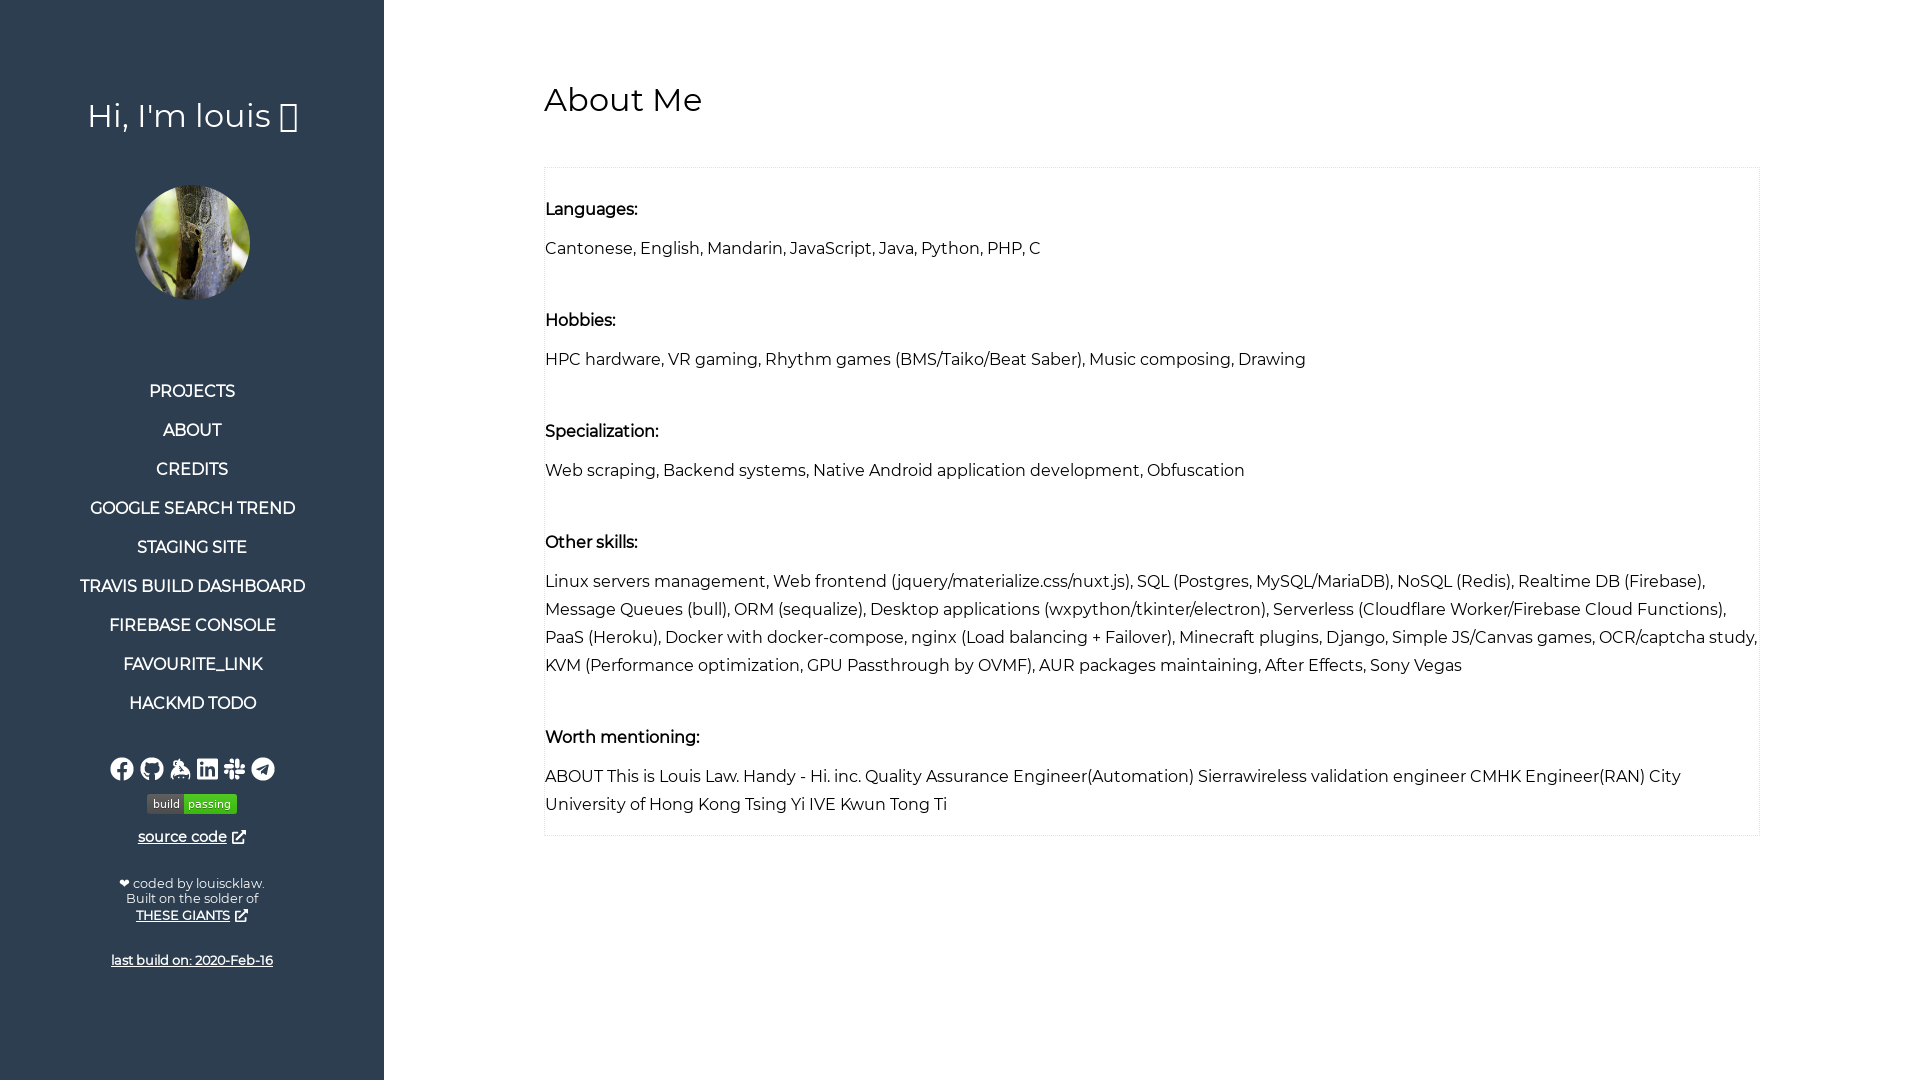 Hi, I'm louis
PROJECTS
ABOUT
CREDITS
GOOGLE SEARCH TREND
STAGING SITE
TRAVIS BUILD DASHBOARD
FIREBASE CONSOLE
FAVOURITE_LINK
HACKMD TODO
build passing
source code
❤ coded by louiscklaw.
Built on the solder of
THESE GIANTS
last build on: 2020-Feb-16
About Me
Languages:
Cantonese, English, Mandarin, JavaScript, Java, Python, PHP, C
Hobbies:
HPC hardware, VR gaming, Rhythm games (BMS/Taiko/Beat Saber), Music composing, Drawing
Specialization:
Web scraping, Backend systems, Native Android application development, Obfuscation
Other skills:
Linux servers management, Web frontend (jquery/materialize.css/nuxt.js), SQL (Postgres, MySQL/MariaDB), NoSQL (Redis), Realtime DB (Firebase),
Message Queues (bull), ORM (sequalize), Desktop applications (wxpython/tkinter/electron), Serverless (Cloudflare Worker/Firebase Cloud Functions),
PaaS (Heroku), Docker with docker-compose, nginx (Load balancing + Failover), Minecraft plugins, Django, Simple JS/Canvas games, OCR/captcha study,
KVM (Performance optimization, GPU Passthrough by OVMF), AUR packages maintaining, After Effects, Sony Vegas
Worth mentioning:
ABOUT This is Louis Law. Handy - Hi. inc. Quality Assurance Engineer(Automation) Sierrawireless validation engineer CMHK Engineer(RAN) City
University of Hong Kong Tsing Yi IVE Kwun Tong Ti